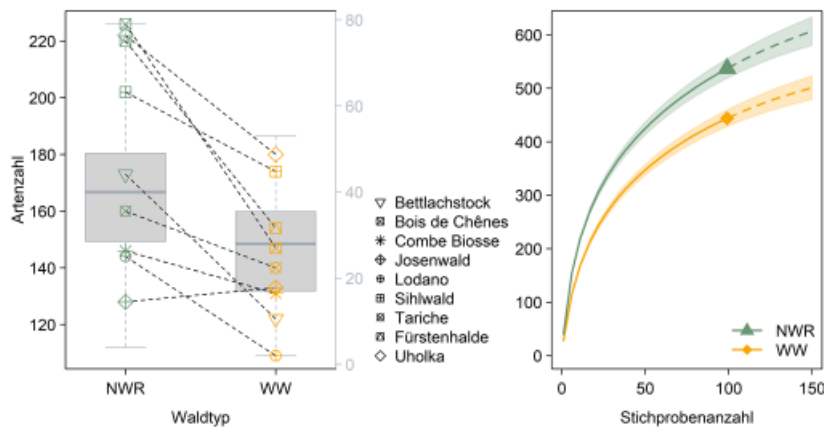 220
200
180
160
140
120
Artenzahl
80
60
40
20
0
NWR
WW
Waldtyp
Bettlachstock
Bois de Chênes
Combe Biosse
Josenwald
Lodano
Sihlwald
Tariche
Fürstenhalde
Uholka
600
500
400
300
200
100
0
NWR
WW
0
50
100
150
Stichprobenanzahl